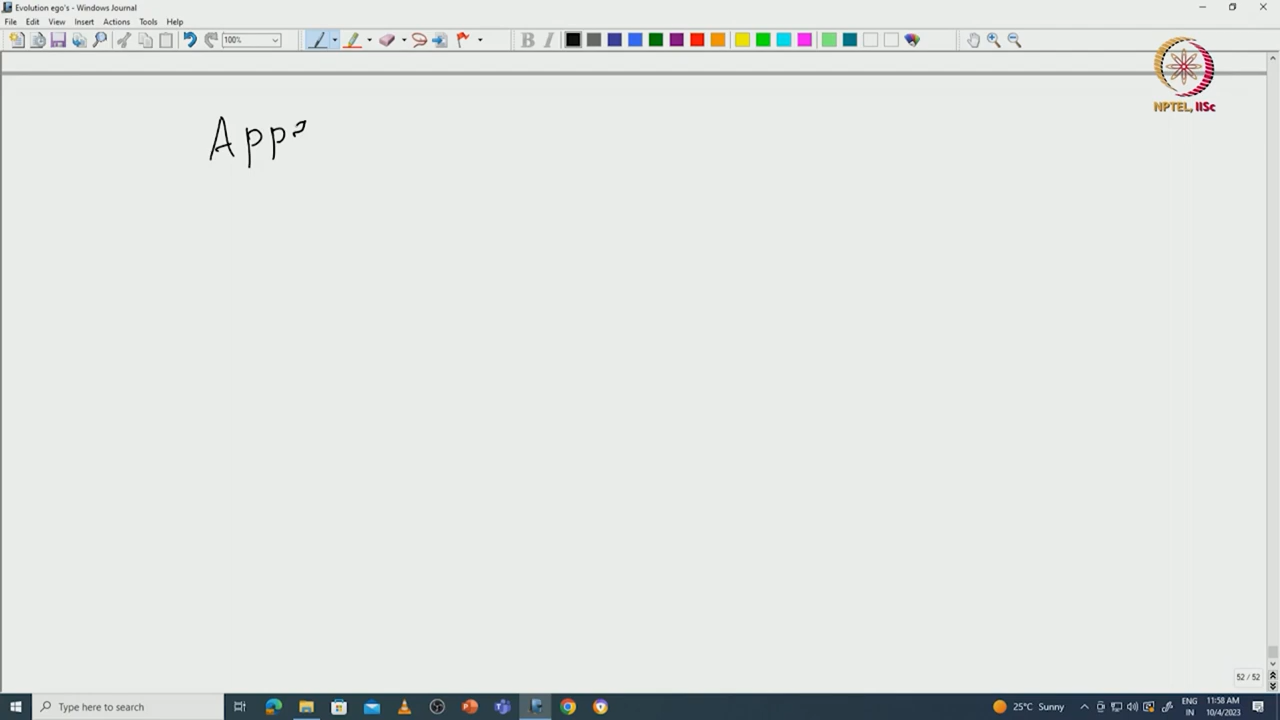 Evolution eqo's - Windows Journal
File Edit View Insert Actions Tools Help
100%
B I
NPTEL, IISc
App
52 / 52
Type here to search
25°C Sunny
ENG
IN
11:58 AM
10/4/2023